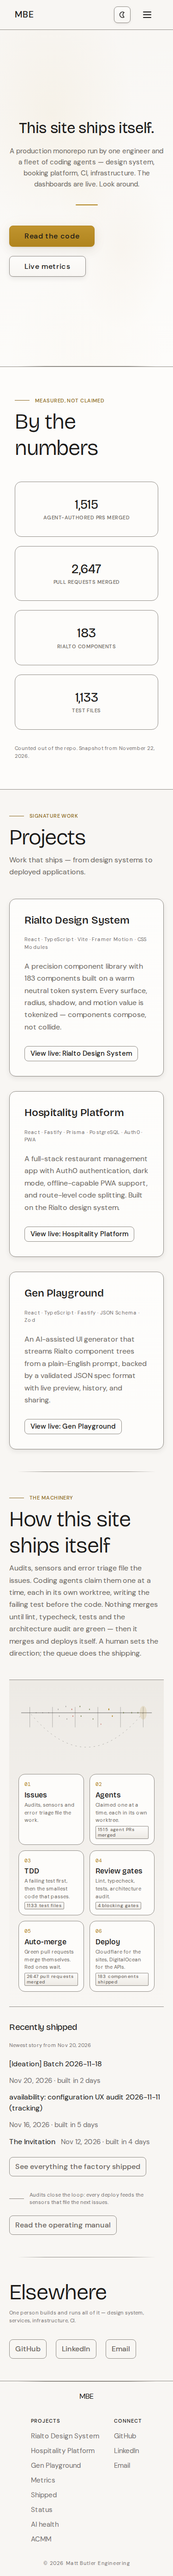 MBE
This site ships itself.
A production monorepo run by one engineer and
a fleet of coding agents — design system,
booking platform, CI, infrastructure. The
dashboards are live. Look around.
Read the code
Live metrics
MEASURED, NOT CLAIMED
By the
numbers
1,515
AGENT-AUTHORED PRS MERGED
2,647
PULL REQUESTS MERGED
183
RIALTO COMPONENTS
1,133
TEST FILES
Counted out of the repo. Snapshot from November 22,
2026.
SIGNATURE WORK
Projects
Work that ships — from design systems to
deployed applications.
Rialto Design System
React · TypeScript · Vite · Framer Motion · CSS
Modules
A precision component library with
183 components built on a warm
neutral token system. Every surface,
radius, shadow, and motion value is
tokenized — components compose,
not collide.
View live: Rialto Design System
Hospitality Platform
React · Fastify · Prisma · PostgreSQL · Auth0 ·
PWA
A full-stack restaurant management
app with Auth0 authentication, dark
mode, offline-capable PWA support,
and route-level code splitting. Built
on the Rialto design system.
View live: Hospitality Platform
Gen Playground
React · TypeScript · Fastify · JSON Schema ·
Zod
An AI-assisted UI generator that
streams Rialto component trees
from a plain-English prompt, backed
by a validated JSON spec format
with live preview, history, and
sharing.
View live: Gen Playground
THE MACHINERY
How this site
ships itself
Audits, sensors and error triage file the
issues. Coding agents claim them one at a
time, each in its own worktree, writing the
failing test before the code. Nothing merges
until lint, typecheck, tests and the
architecture audit are green — then it
merges and deploys itself. A human sets the
direction; the queue does the shipping.
01
Issues
Audits, sensors and
error triage file the
work.
02
Agents
Claimed one at a
time, each in its own
worktree.
1515 agent PRs
merged
03
TDD
A failing test first,
then the smallest
code that passes.
1133 test files
04
Review gates
Lint, typecheck,
tests, architecture
audit.
4 blocking gates
05
Auto-merge
Green pull requests
merge themselves.
Red ones wait.
2647 pull requests
merged
06
Deploy
Cloudflare for the
sites, DigitalOcean
for the APIs.
183 components
shipped
Recently shipped
Newest story from Nov 20, 2026
[Ideation] Batch 2026-11-18
Nov 20, 2026 · built in 2 days
availability: configuration UX audit 2026-11-11
(tracking)
Nov 16, 2026 · built in 5 days
The Invitation Nov 12, 2026 · built in 4 days
See everything the factory shipped
Audits close the loop: every deploy feeds the
sensors that file the next issues.
Read the operating manual
Elsewhere
One person builds and runs all of it — design system,
services, infrastructure, CI.
GitHub
LinkedIn
Email
MBE
PROJECTS
Rialto Design System
Hospitality Platform
Gen Playground
Metrics
Shipped
Status
AI health
ACMM
CONNECT
GitHub
LinkedIn
Email
© 2026 Mart Butler Engineering